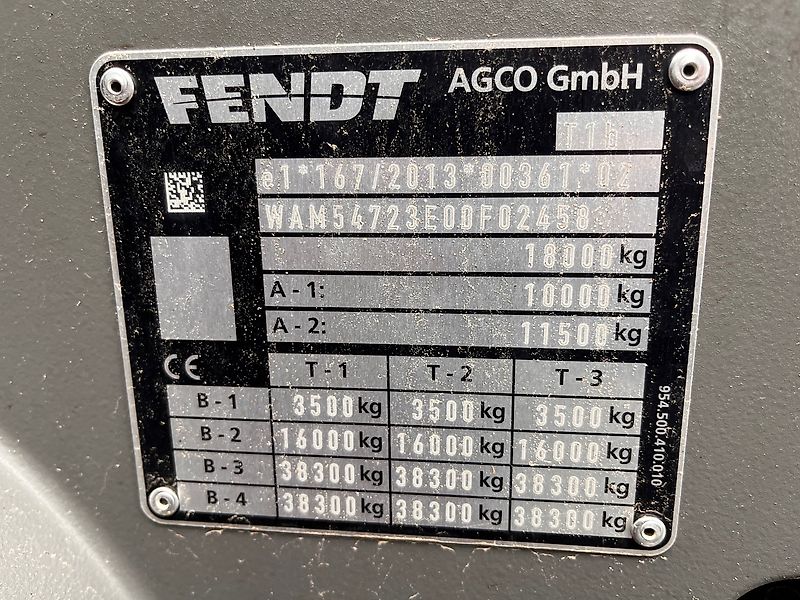 FENDT AGCO GmbH
T1b
e1*167/2013*00361*02
WAM54723E00F02458
18000 kg
A - 1: 10000 kg
A - 2: 11500 kg
CE T - 1 T - 2 T - 3
B - 1 3500 kg 3500 kg 3500 kg
B - 2 16000 kg 16000 kg 16000 kg
B - 3 38300 kg 38300 kg 38300 kg
B - 4 38300 kg 38300 kg 38300 kg
954.500.410.010